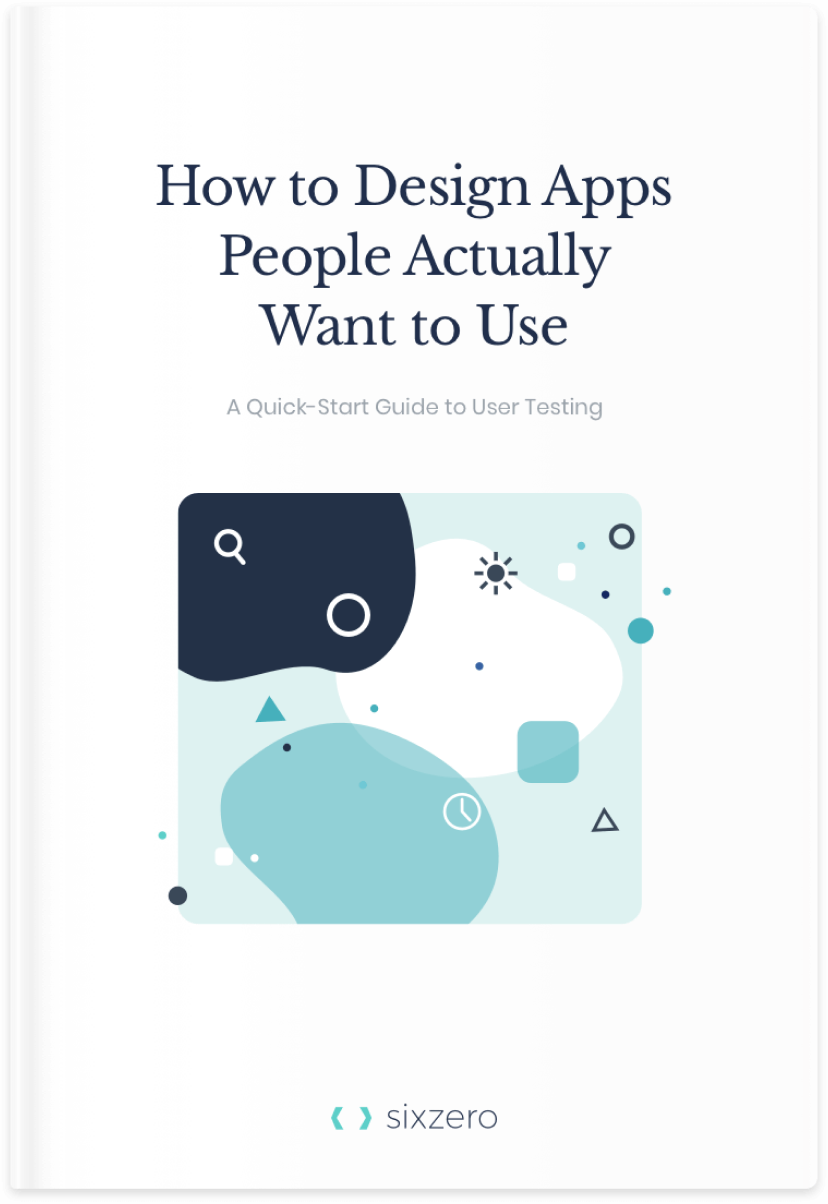 How to Design Apps
People Actually
Want to Use
A Quick-Start Guide to User Testing
sixzero